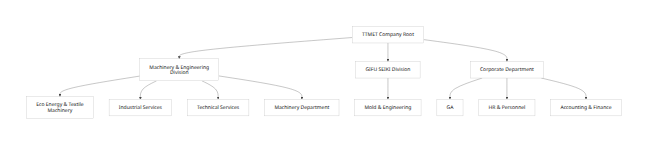 TTMET Company Root
Machinery & Engineering
Division
GIFU SEIKI Division
Corporate Department
Eco Energy & Textile
Machinery
Industrial Services
Technical Services
Machinery Department
Mold & Engineering
GA
HR & Personnel
Accounting & Finance